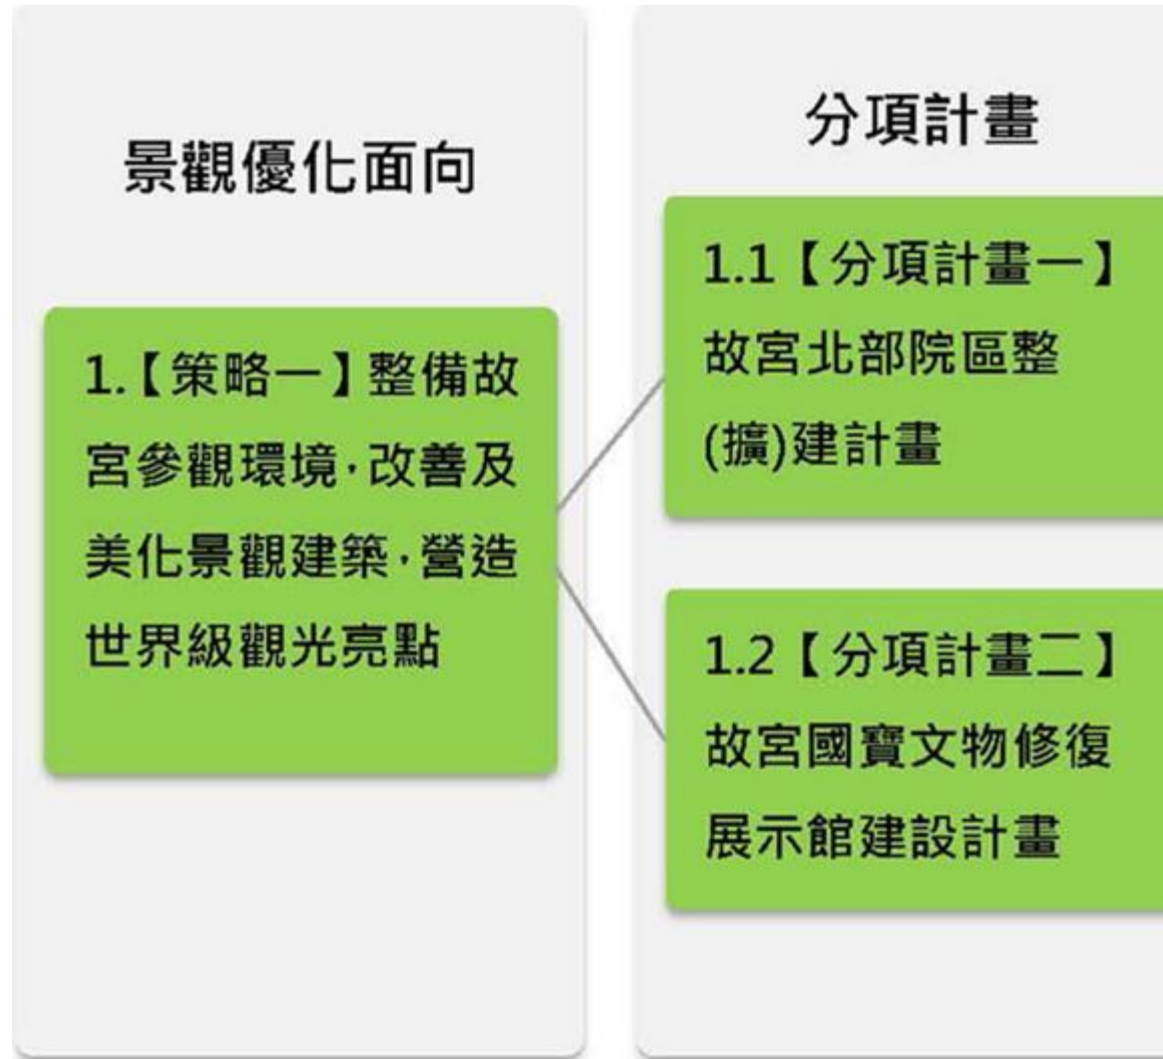 景觀優化面向
1.【策略一】整備故
宮參觀環境,改善及
美化景觀建築,營造
世界級觀光亮點
分項計畫
1.1【分項計畫一】
故宮北部院區整
(擴)建計畫
1.2【分項計畫二】
故宮國寶文物修復
展示館建設計畫